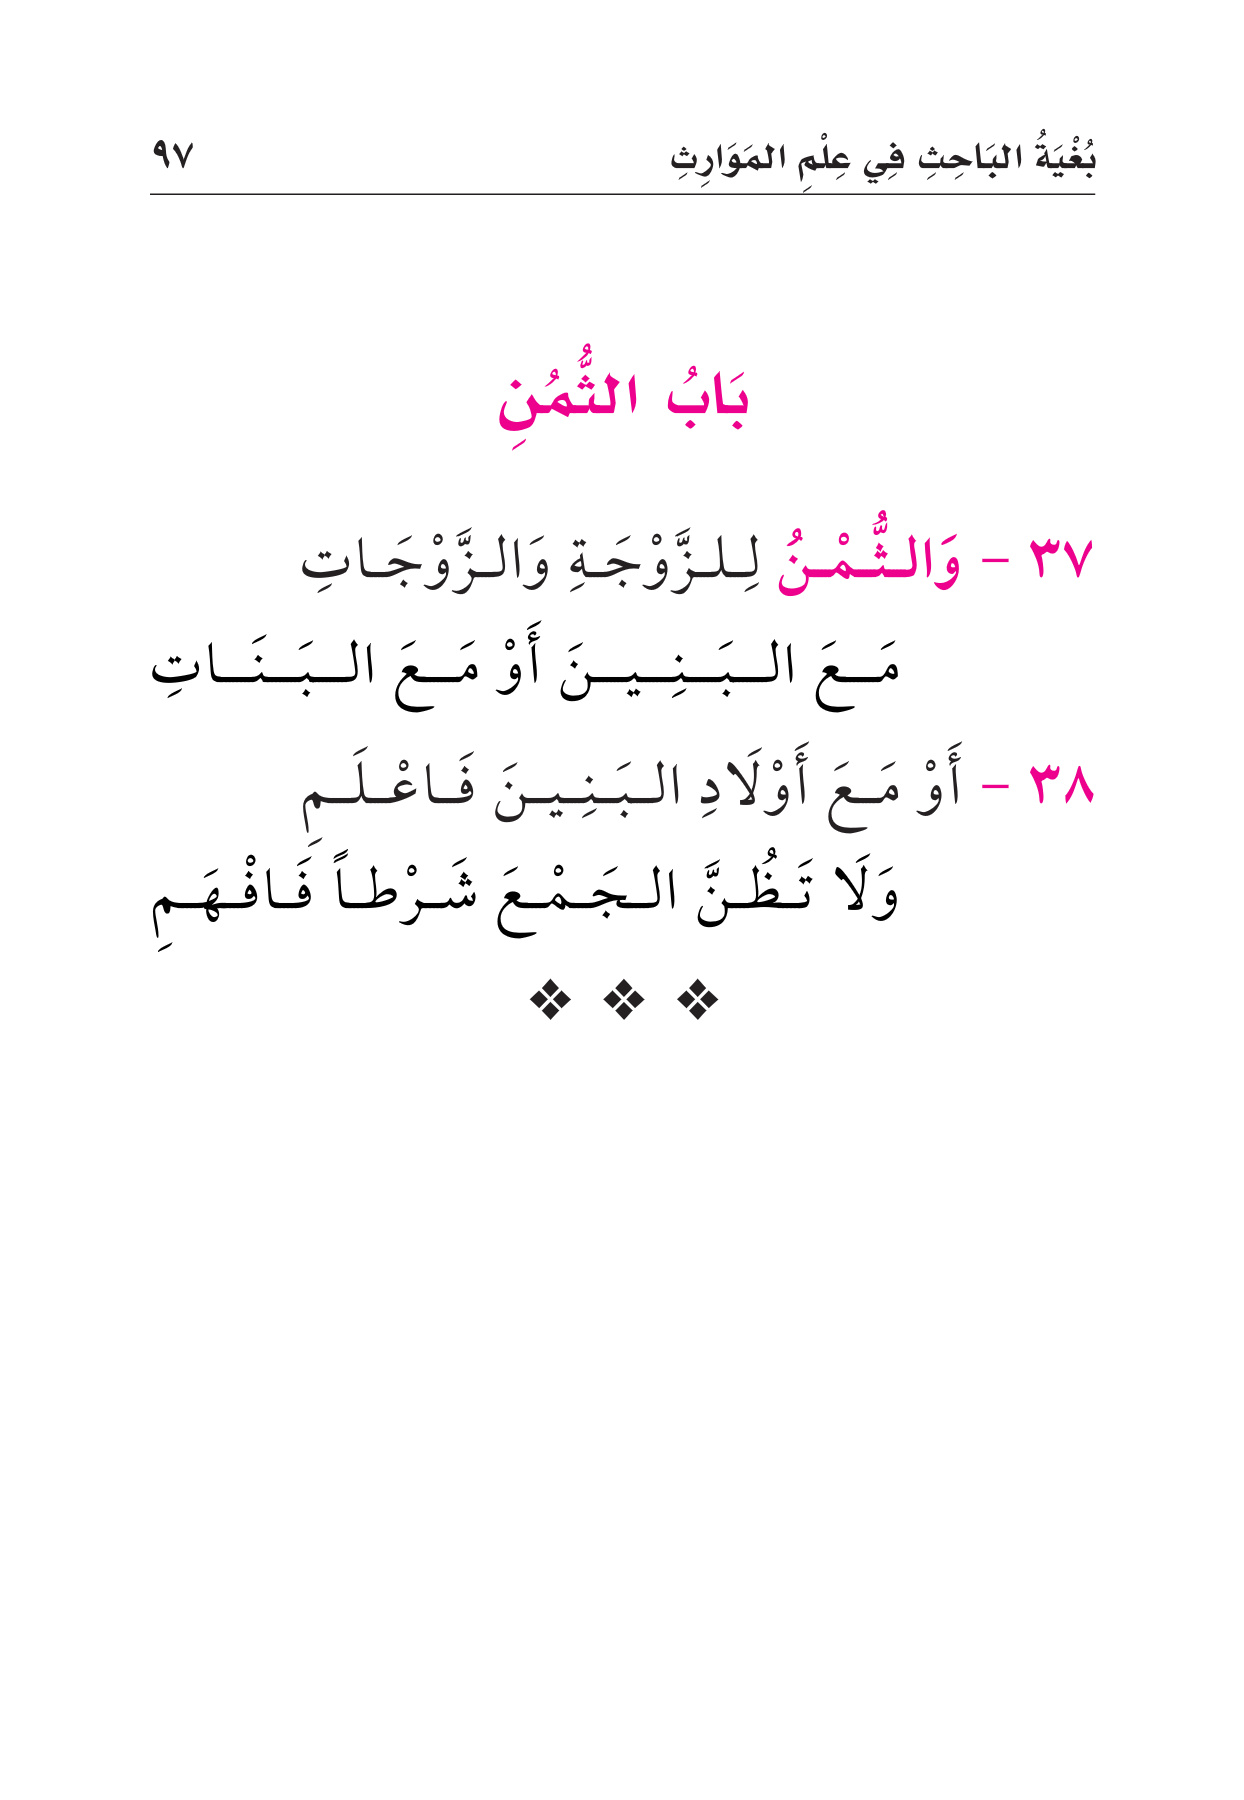 بُغْيَةُ البَاحِثِ فِي عِلْمِ المَوَارِثِ ٩٧
بَابُ الثُّمُنِ
٣٧ - وَالثُّمْنُ لِلزَّوْجَةِ وَالزَّوْجَاتِ
مَعَ البَنِينَ أَوْ مَعَ البَنَاتِ
٣٨ - أَوْ مَعَ أَوْلَادِ البَنِينَ فَاعْلَمِ
وَلَا تَظُنَّ الجَمْعَ شَرْطاً فَافْهَمِ